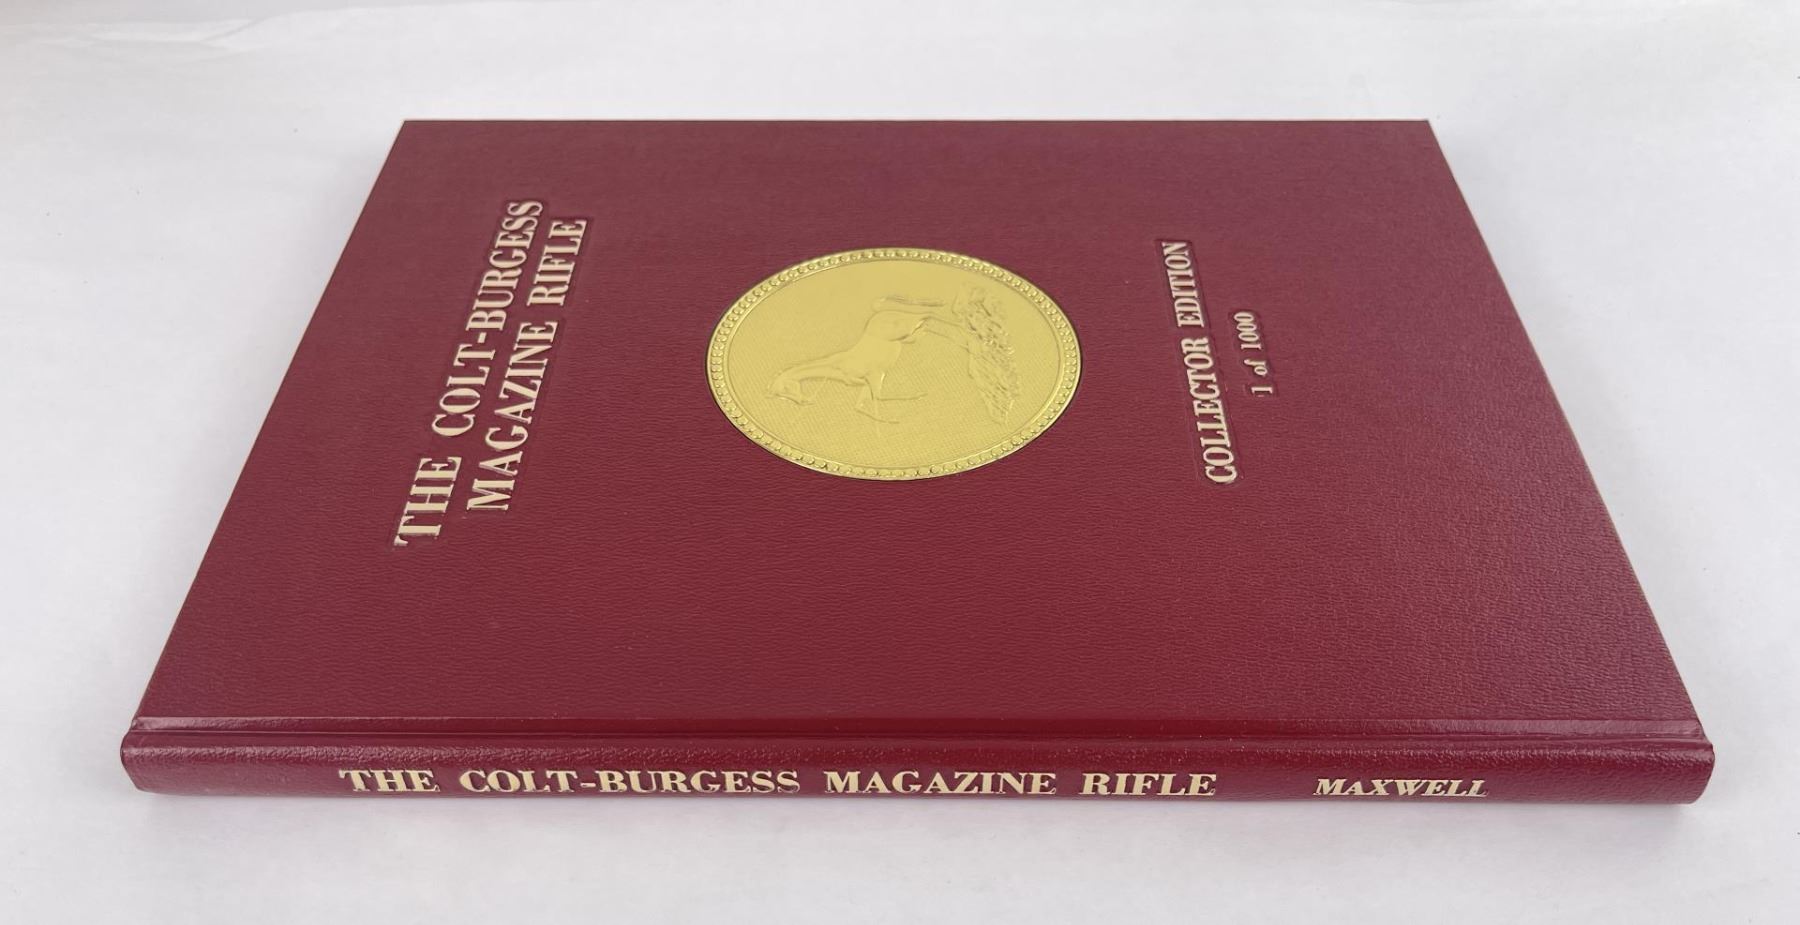 THE COLT-BURGESS
MAGAZINE RIFLE
COLLECTOR EDITION
1 of 1000
THE COLT-BURGESS MAGAZINE RIFLE MAXWELL